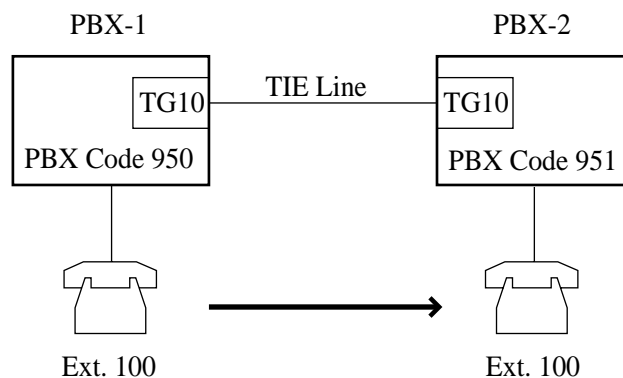 PBX-1
PBX-2
TG10
TIE Line
TG10
PBX Code 950
PBX Code 951
Ext. 100
Ext. 100